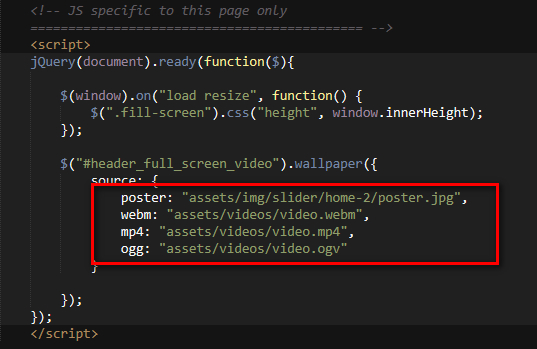 <!-- JS specific to this page only
============================================ -->
<script>
jQuery(document).ready(function($){
$(window).on("load resize", function() {
$(".fill-screen").css("height", window.innerHeight);
});
$("#header_full_screen_video").wallpaper({
source: {
poster: "assets/img/slider/home-2/poster.jpg",
webm: "assets/videos/video.webm",
mp4: "assets/videos/video.mp4",
ogg: "assets/videos/video.ogv"
}
});
});
</script>